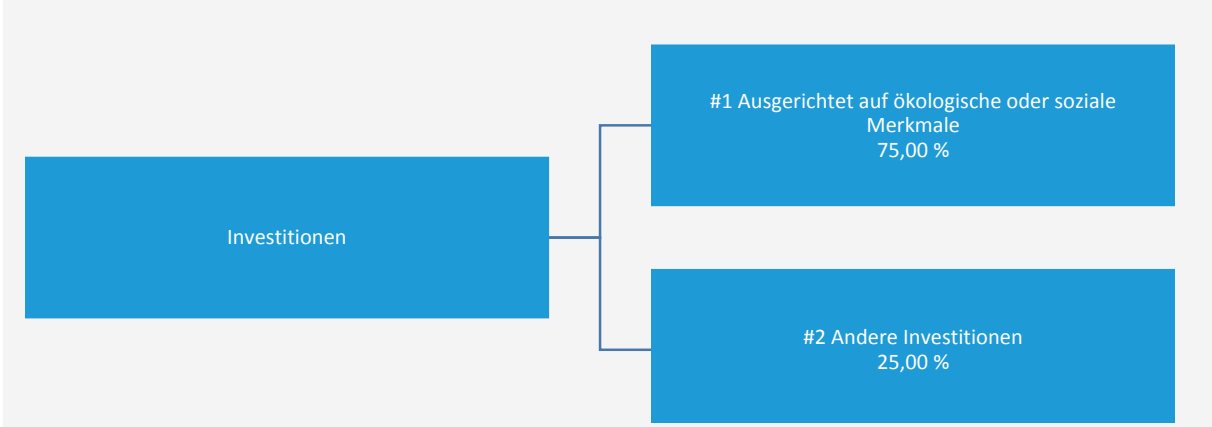 #1 Ausgerichtet auf ökologische oder soziale
Merkmale
75,00 %
Investitionen
#2 Andere Investitionen
25,00 %